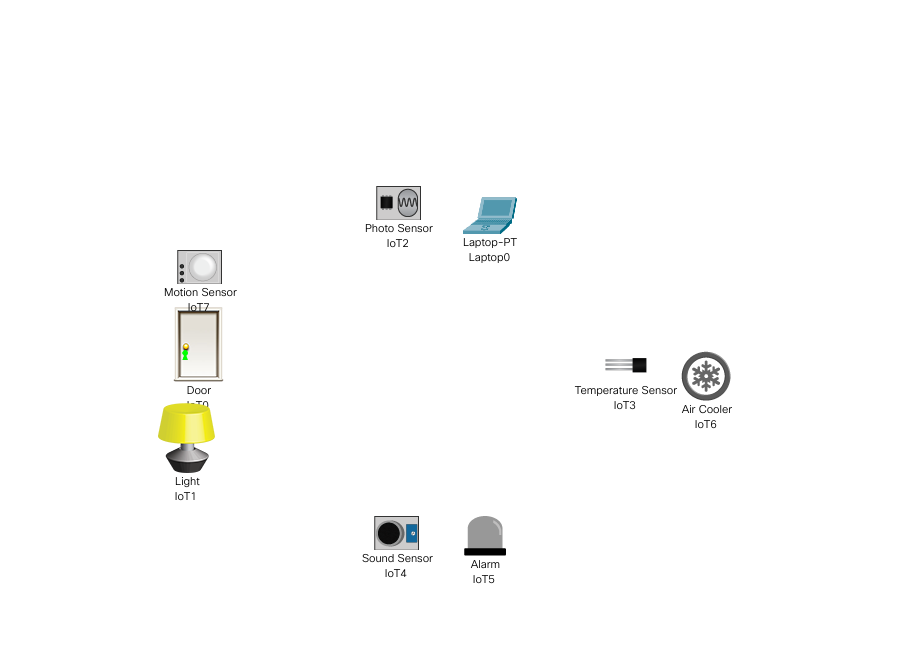 Photo Sensor
IoT2
Laptop-PT
Laptop0
Motion Sensor
IoT7
Door
IoT0
Light
IoT1
Temperature Sensor
IoT3
Air Cooler
IoT6
Sound Sensor
IoT4
Alarm
IoT5